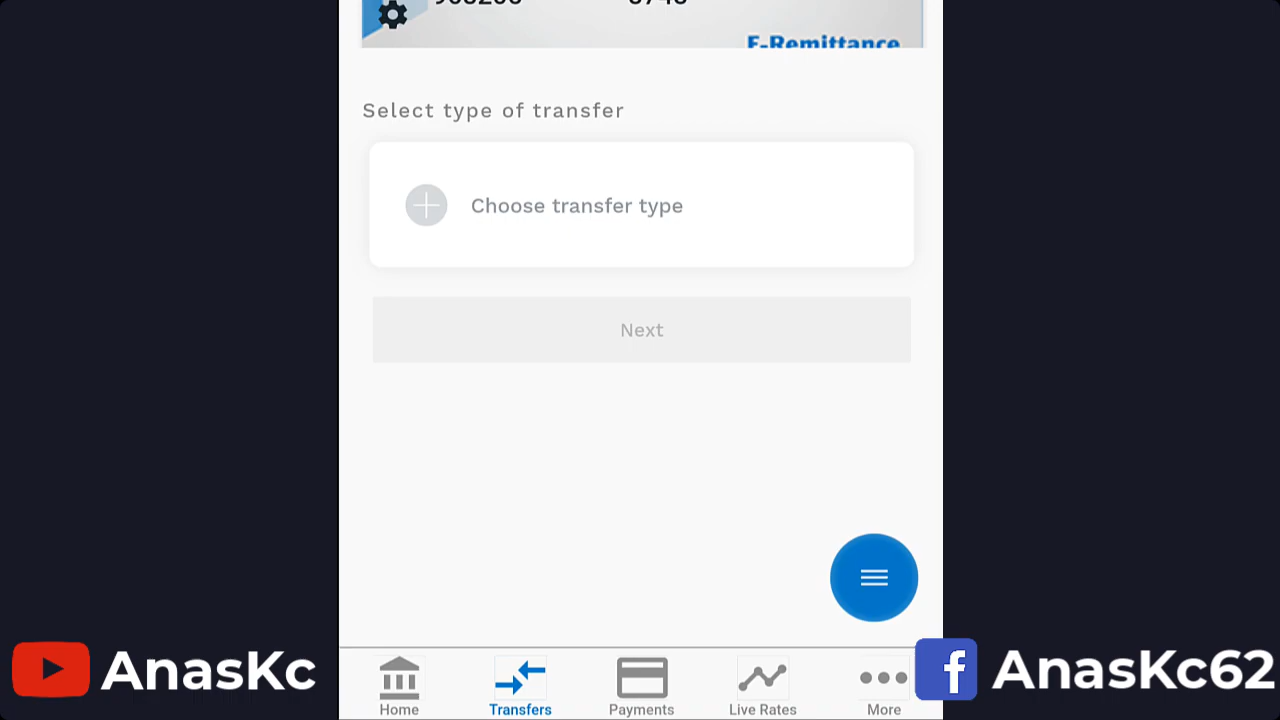 E-Remittance
Select type of transfer
Choose transfer type
Next
Home
Transfers
Payments
Live Rates
More
AnasKc
f AnasKc62